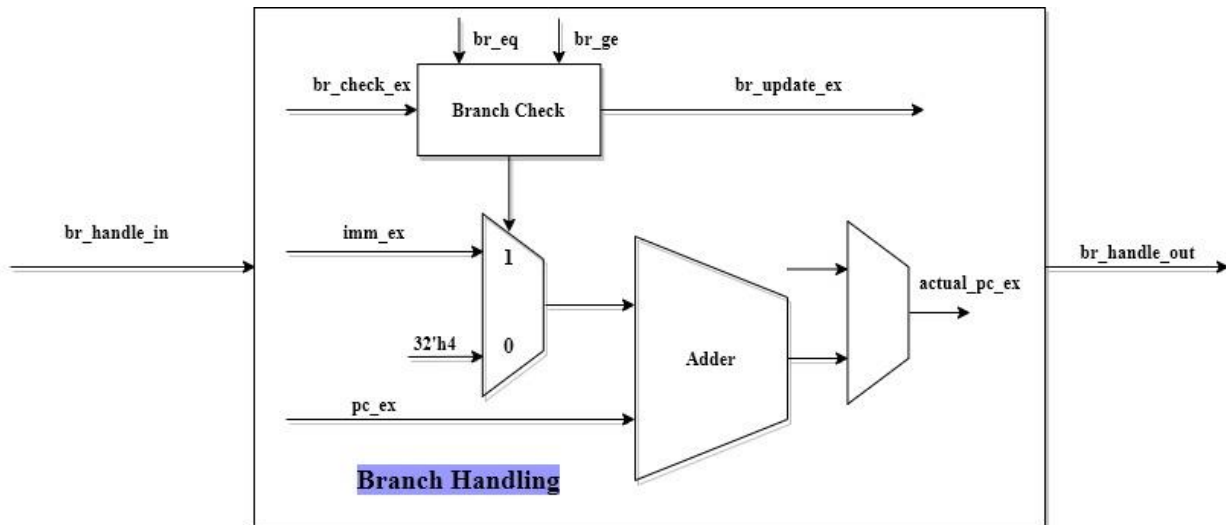 br_eq
br_ge
br_check_ex
Branch Check
br_update_ex
br_handle_in
imm_ex
1
br_handle_out
actual_pc_ex
32'h4
0
Adder
pc_ex
Branch Handling